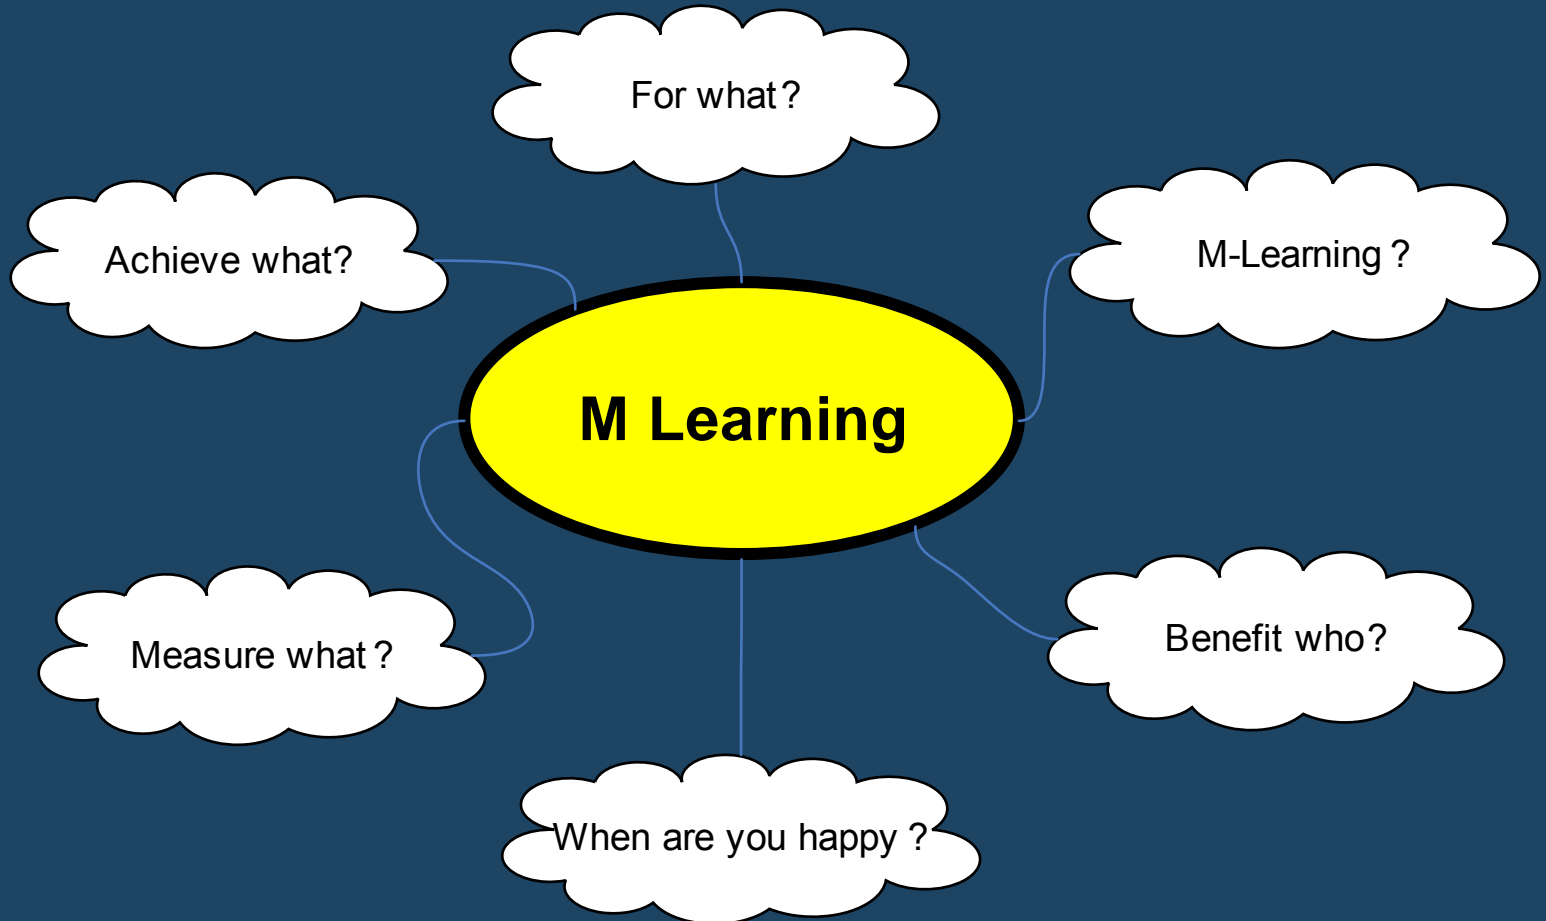 For what?
Achieve what?
M-Learning ?
M Learning
Measure what ?
Benefit who?
When are you happy ?